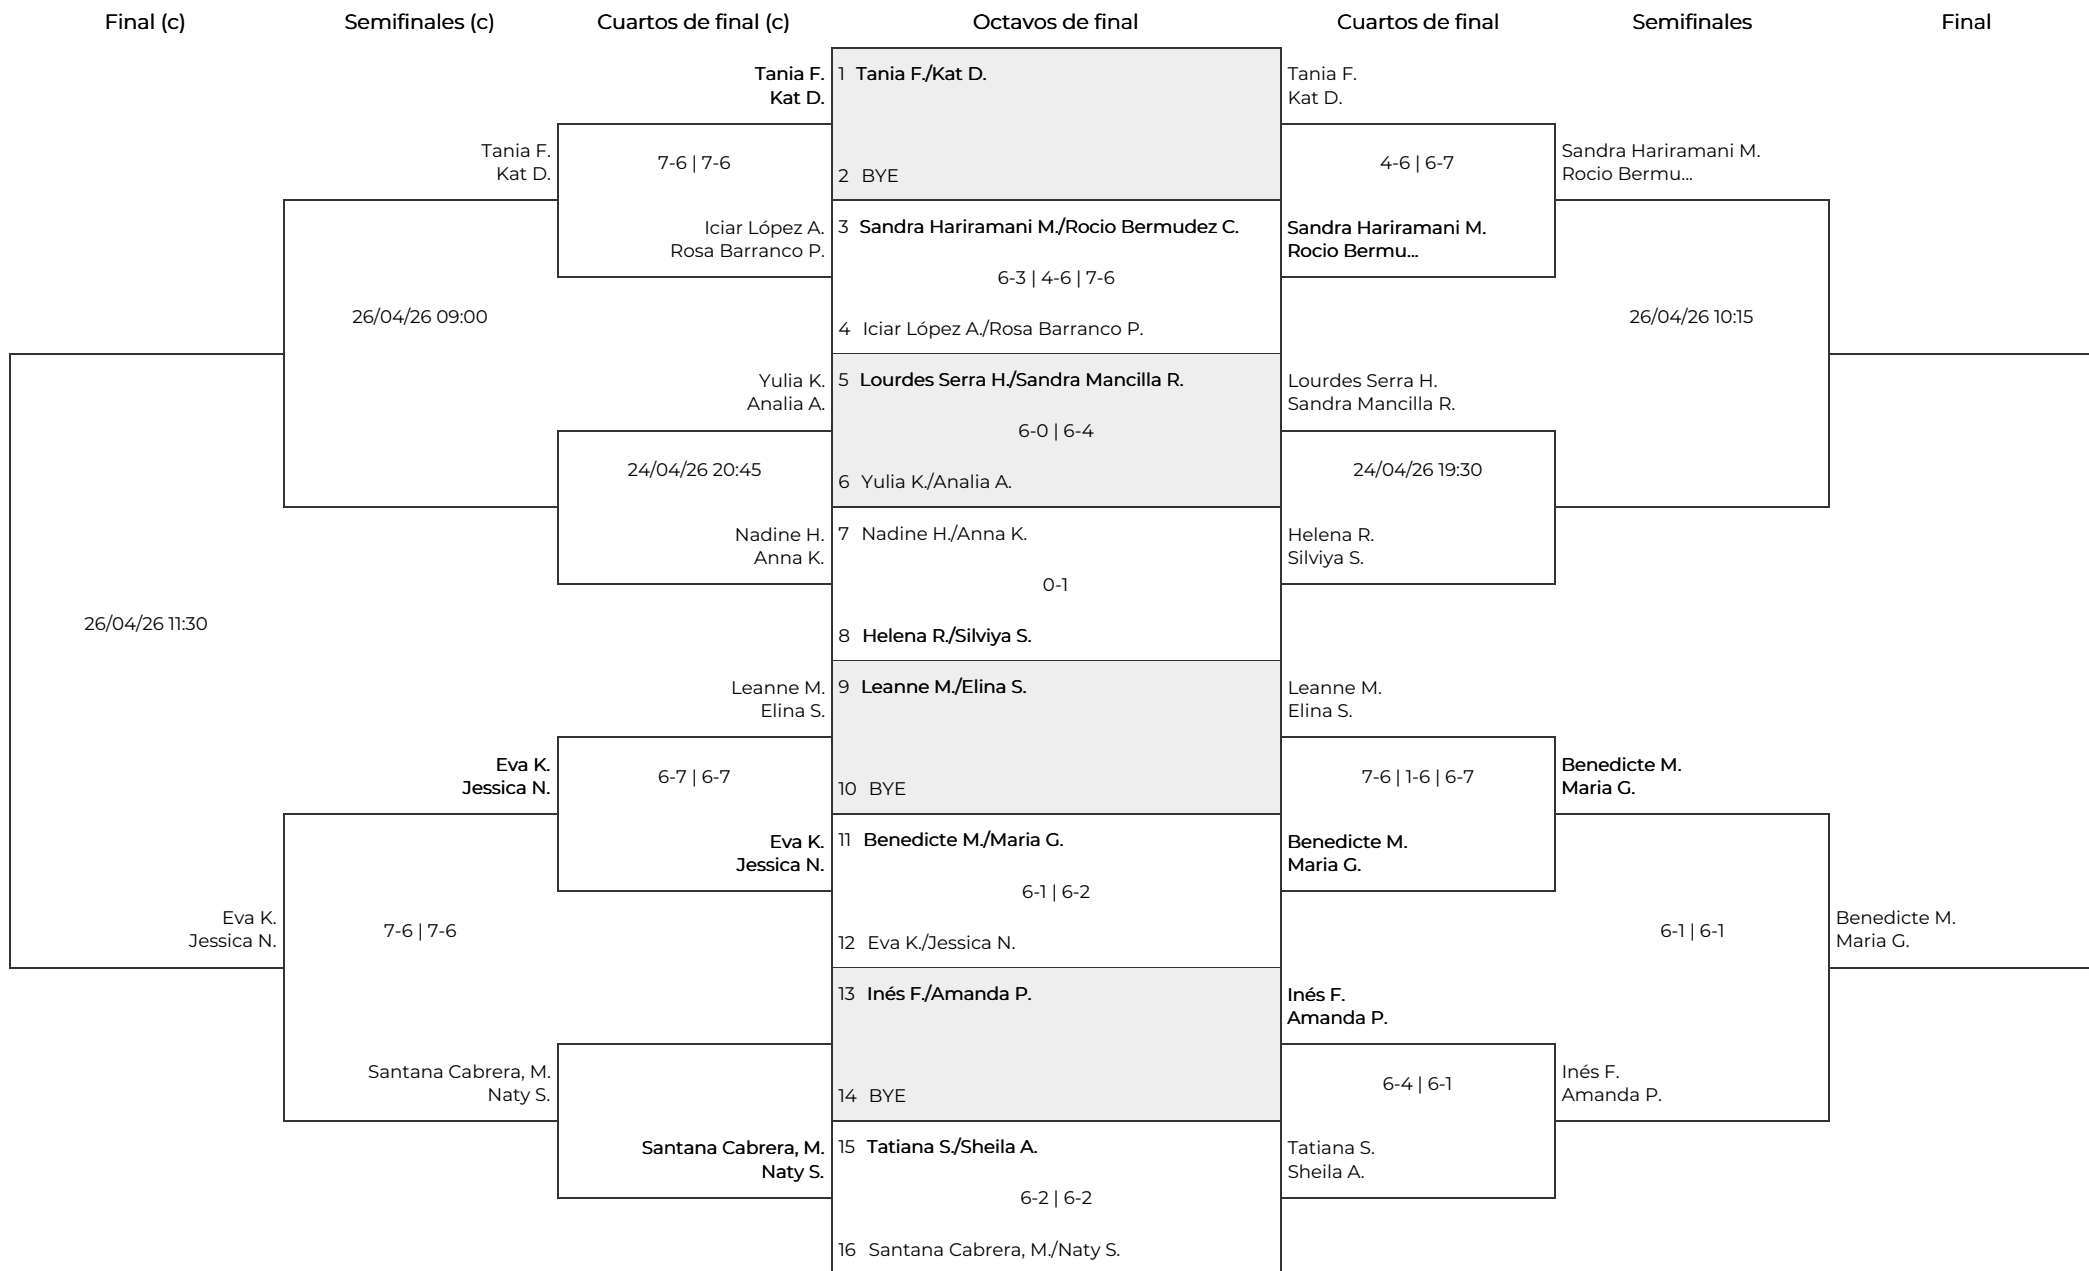 Final (c)
Semifinales (c)
Cuartos de final (c)
Octavos de final
Cuartos de final
Semifinales
Final
Tania F.
Kat D.
1 Tania F./Kat D.
Tania F.
Kat D.
Tania F.
Kat D.
7-6 | 7-6
2 BYE
4-6 | 6-7
Sandra Hariramani M.
Rocio Bermu...
Iciar López A.
Rosa Barranco P.
3 Sandra Hariramani M./Rocio Bermudez C.
6-3 | 4-6 | 7-6
4 Iciar López A./Rosa Barranco P.
Sandra Hariramani M.
Rocio Bermu...
26/04/26 09:00
26/04/26 10:15
Yulia K.
Analia A.
5 Lourdes Serra H./Sandra Mancilla R.
6-0 | 6-4
6 Yulia K./Analia A.
Lourdes Serra H.
Sandra Mancilla R.
24/04/26 20:45
24/04/26 19:30
Nadine H.
Anna K.
7 Nadine H./Anna K.
0-1
8 Helena R./Silviya S.
Helena R.
Silviya S.
26/04/26 11:30
Leanne M.
Elina S.
9 Leanne M./Elina S.
10 BYE
Leanne M.
Elina S.
Eva K.
Jessica N.
6-7 | 6-7
7-6 | 1-6 | 6-7
Benedicte M.
Maria G.
Eva K.
Jessica N.
11 Benedicte M./Maria G.
6-1 | 6-2
12 Eva K./Jessica N.
Benedicte M.
Maria G.
Eva K.
Jessica N.
7-6 | 7-6
6-1 | 6-1
Benedicte M.
Maria G.
13 Inés F./Amanda P.
14 BYE
Inés F.
Amanda P.
Santana Cabrera, M.
Naty S.
6-4 | 6-1
Inés F.
Amanda P.
Santana Cabrera, M.
Naty S.
15 Tatiana S./Sheila A.
6-2 | 6-2
16 Santana Cabrera, M./Naty S.
Tatiana S.
Sheila A.